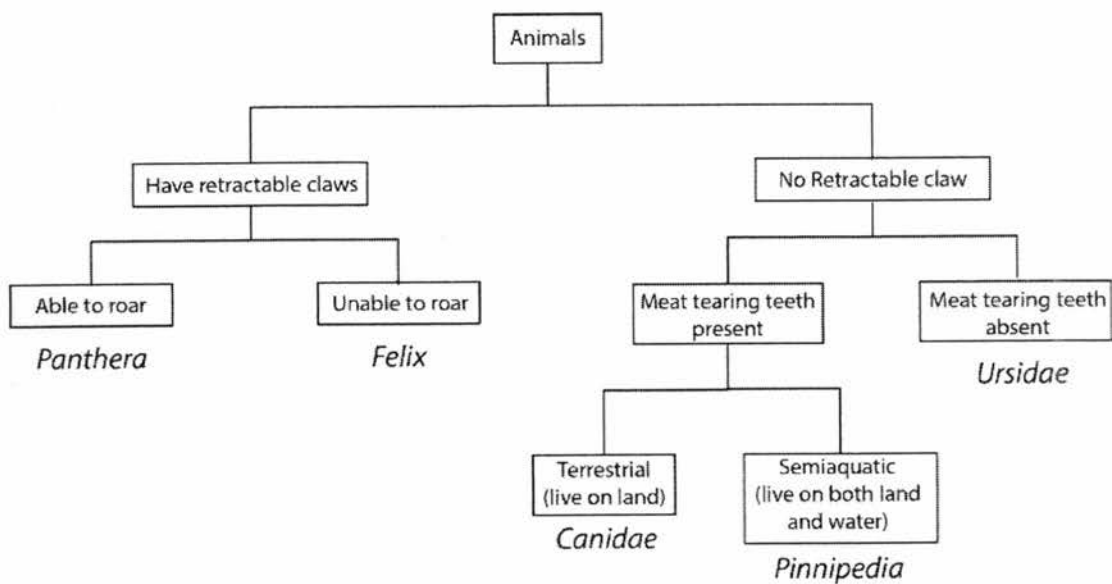 Animals
Have retractable claws
No Retractable claw
Able to roar
Unable to roar
Meat tearing teeth
present
Meat tearing teeth
absent
Panthera
Felix
Ursidae
Terrestrial
(live on land)
Semiaquatic
(live on both land
and water)
Canidae
Pinnipedia